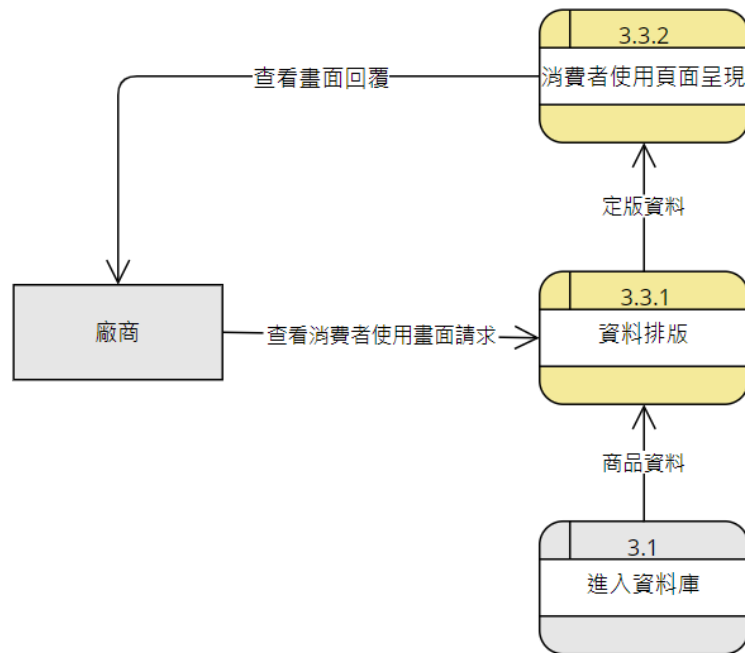 3.3.2
消費者使用頁面呈現
查看畫面回覆
定版資料
廠商
查看消費者使用畫面請求
3.3.1
資料排版
商品資料
3.1
進入資料庫